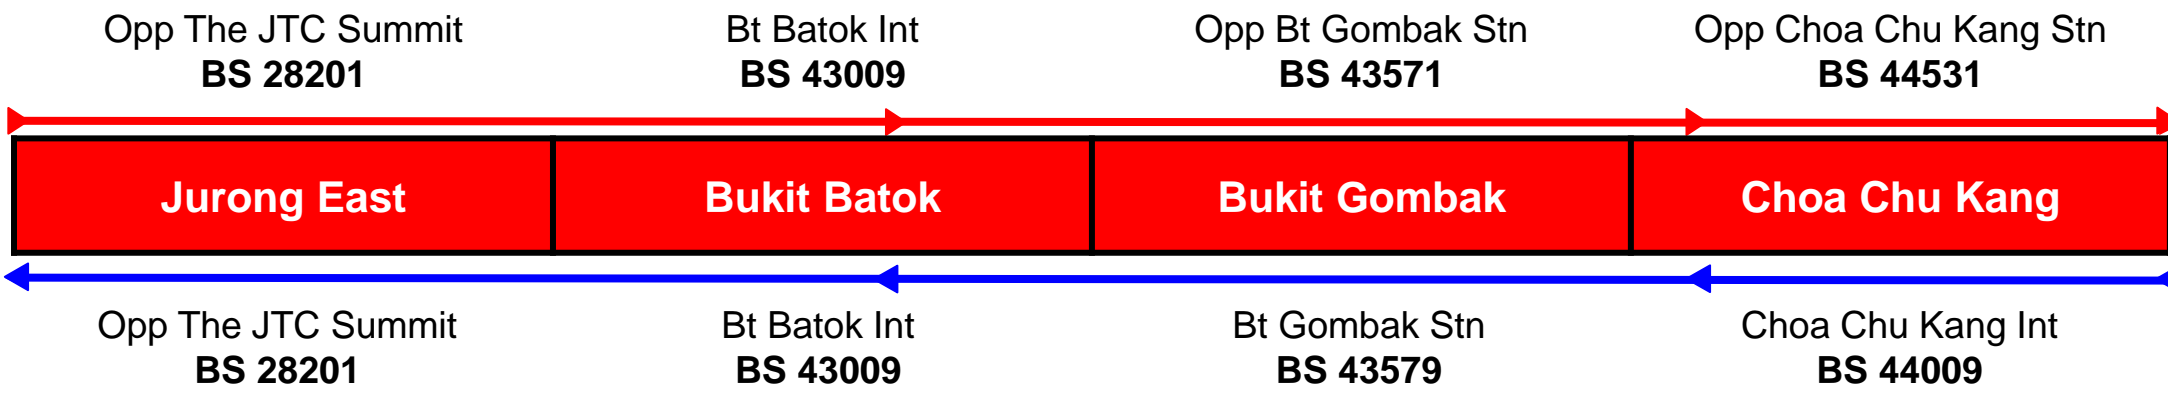 Opp The JTC Summit
BS 28201
Bt Batok Int
BS 43009
Opp Bt Gombak Stn
BS 43571
Opp Choa Chu Kang Stn
BS 44531
Jurong East
Bukit Batok
Bukit Gombak
Choa Chu Kang
Opp The JTC Summit
BS 28201
Bt Batok Int
BS 43009
Bt Gombak Stn
BS 43579
Choa Chu Kang Int
BS 44009